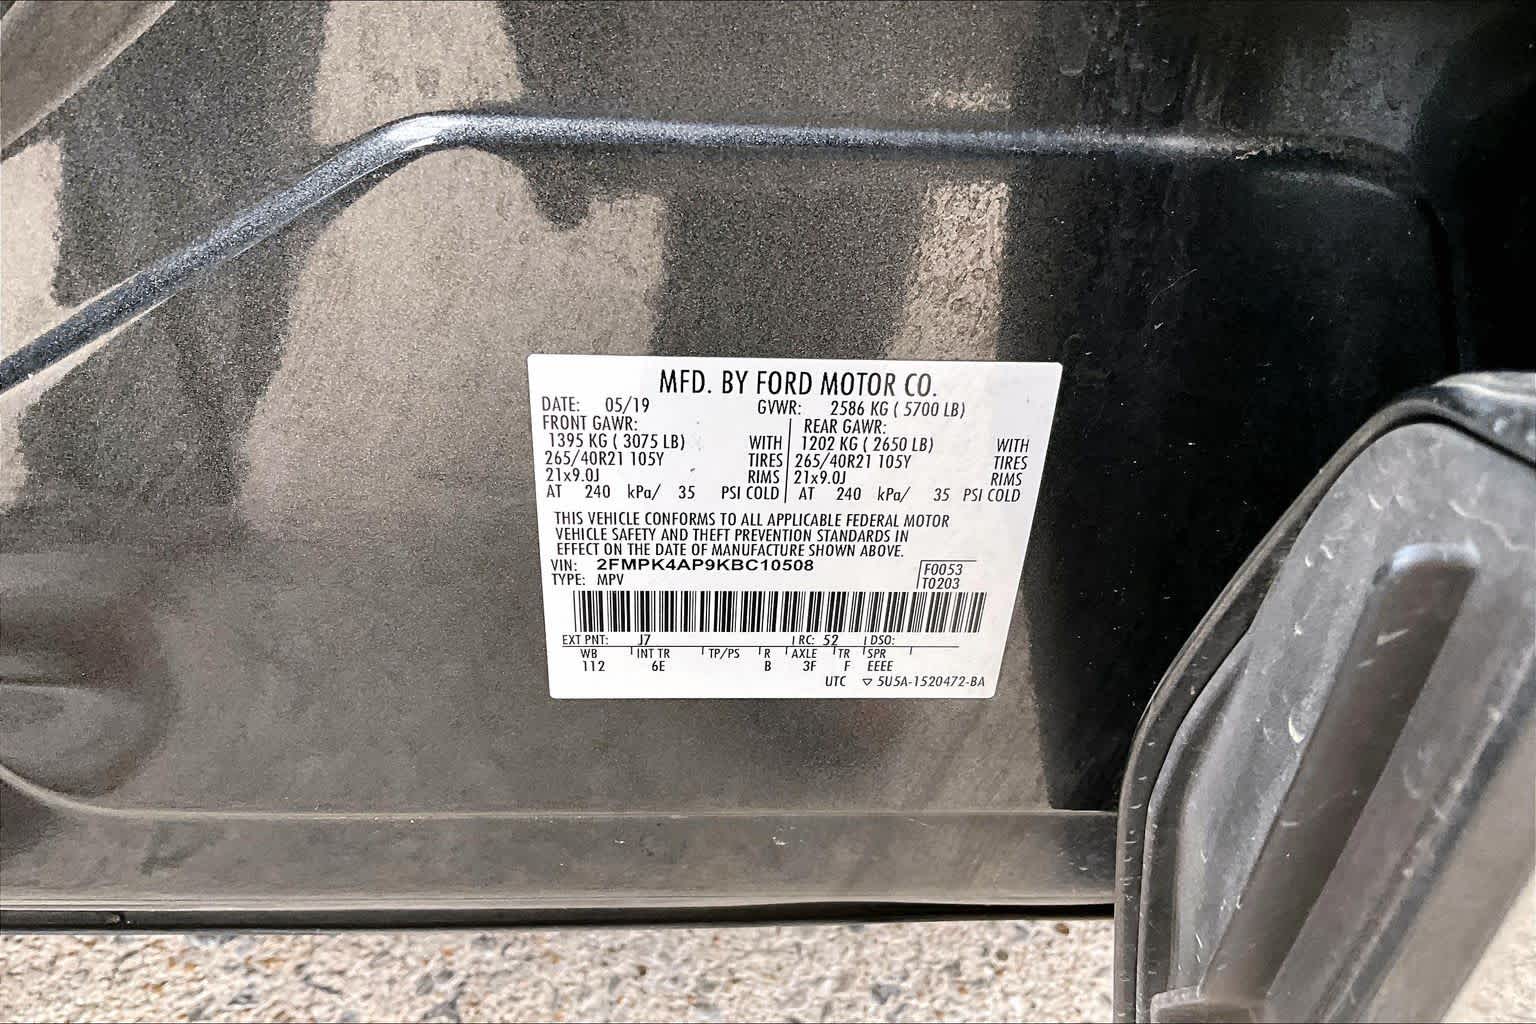 MFD. BY FORD MOTOR CO.
DATE: 05/19 GVWR: 2586 KG ( 5700 LB)
FRONT GAWR: REAR GAWR:
1395 KG ( 3075 LB) WITH 1202 KG ( 2650 LB) WITH
265/40R21 105Y TIRES 265/40R21 105Y TIRES
21x9.0J RIMS 21x9.0J RIMS
AT 240 kPa/ 35 PSI COLD AT 240 kPa/ 35 PSI COLD
THIS VEHICLE CONFORMS TO ALL APPLICABLE FEDERAL MOTOR
VEHICLE SAFETY AND THEFT PREVENTION STANDARDS IN
EFFECT ON THE DATE OF MANUFACTURE SHOWN ABOVE.
VIN: 2FMPK4AP9KBC10508 F0053
TYPE: MPV T0203
EXT PNT: J7 RC: 52 DSO:
WB INT TR TP/PS R AXLE TR SPR
112 6E B 3F F EEEE
UTC ▽ 5U5A-1520472-BA